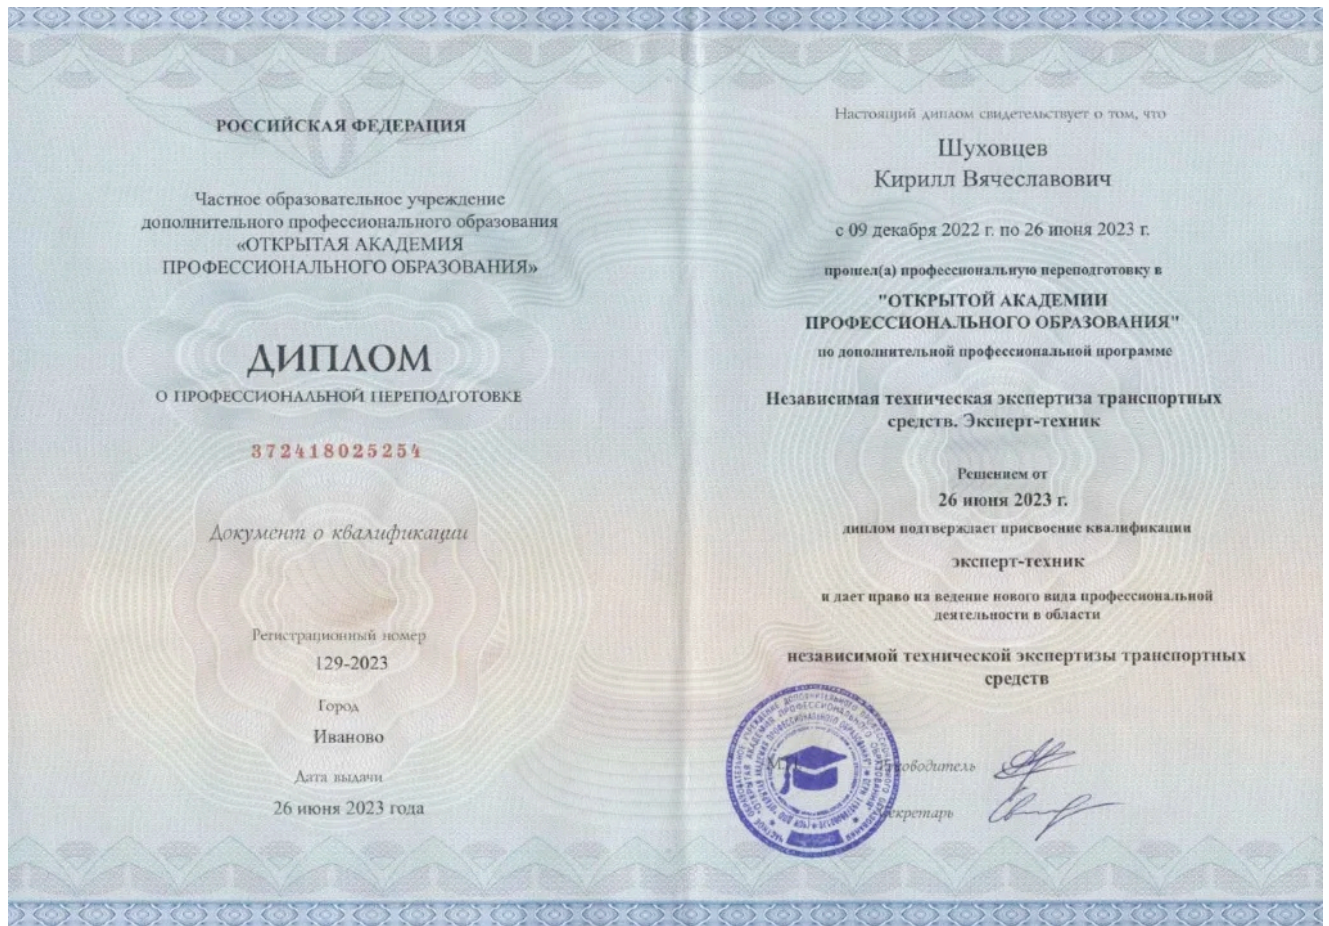 РОССИЙСКАЯ ФЕДЕРАЦИЯ
Частное образовательное учреждение
дополнительного профессионального образования
«ОТКРЫТАЯ АКАДЕМИЯ
ПРОФЕССИОНАЛЬНОГО ОБРАЗОВАНИЯ»
ДИПЛОМ
О ПРОФЕССИОНАЛЬНОЙ ПЕРЕПОДГОТОВКЕ
372418025254
Документ о квалификации
Регистрационный номер
129-2023
Город
Иваново
Дата выдачи
26 июня 2023 года
Настоящий диплом свидетельствует о том, что
Шуховцев
Кирилл Вячеславович
с 09 декабря 2022 г. по 26 июня 2023 г.
прошел(а) профессиональную переподготовку в
"ОТКРЫТОЙ АКАДЕМИИ
ПРОФЕССИОНАЛЬНОГО ОБРАЗОВАНИЯ"
по дополнительной профессиональной программе
Независимая техническая экспертиза транспортных
средств. Эксперт-техник
Решением от
26 июня 2023 г.
диплом подтверждает присвоение квалификации
эксперт-техник
и дает право на ведение нового вида профессиональной
деятельности в области
независимой технической экспертизы транспортных
средств
М.П.
Руководитель
Секретарь